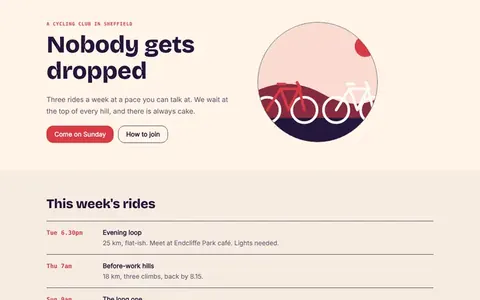 A CYCLING CLUB IN SHEFFIELD
Nobody gets
dropped
Three rides a week at a pace you can talk at. We wait at
the top of every hill, and there is always cake.
Come on Sunday
How to join
This week's rides
Tue 6.30pm
Evening loop
25 km, flat-ish. Meet at Endcliffe Park café. Lights needed.
Thu 7am
Before-work hills
18 km, three climbs, back by 8.15.
Sun 9am
The long one